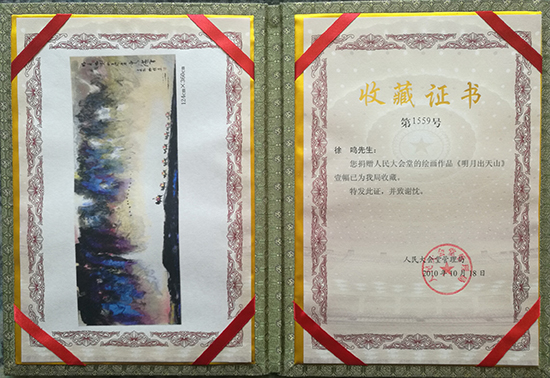 收藏证书
第1559号
徐 鸣先生：
您捐赠人民大会堂的绘画作品《明月出天山》
壹幅已为我局收藏。
特发此证，并致谢忱。
人民大会堂管理局
2010年10月18日